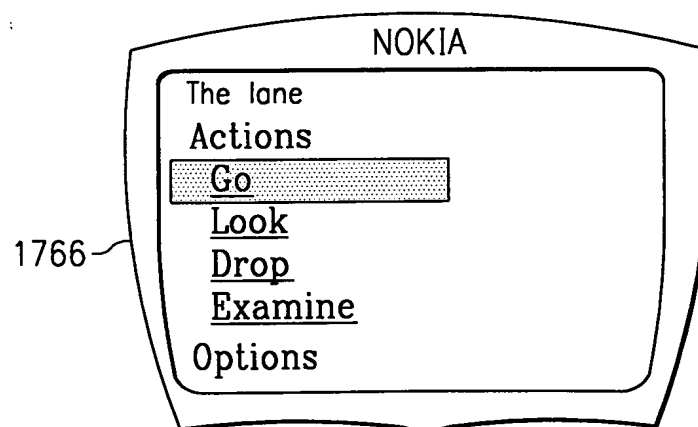 NOKIA
The lane
Actions
Go
Look
1766
Drop
Examine
Options